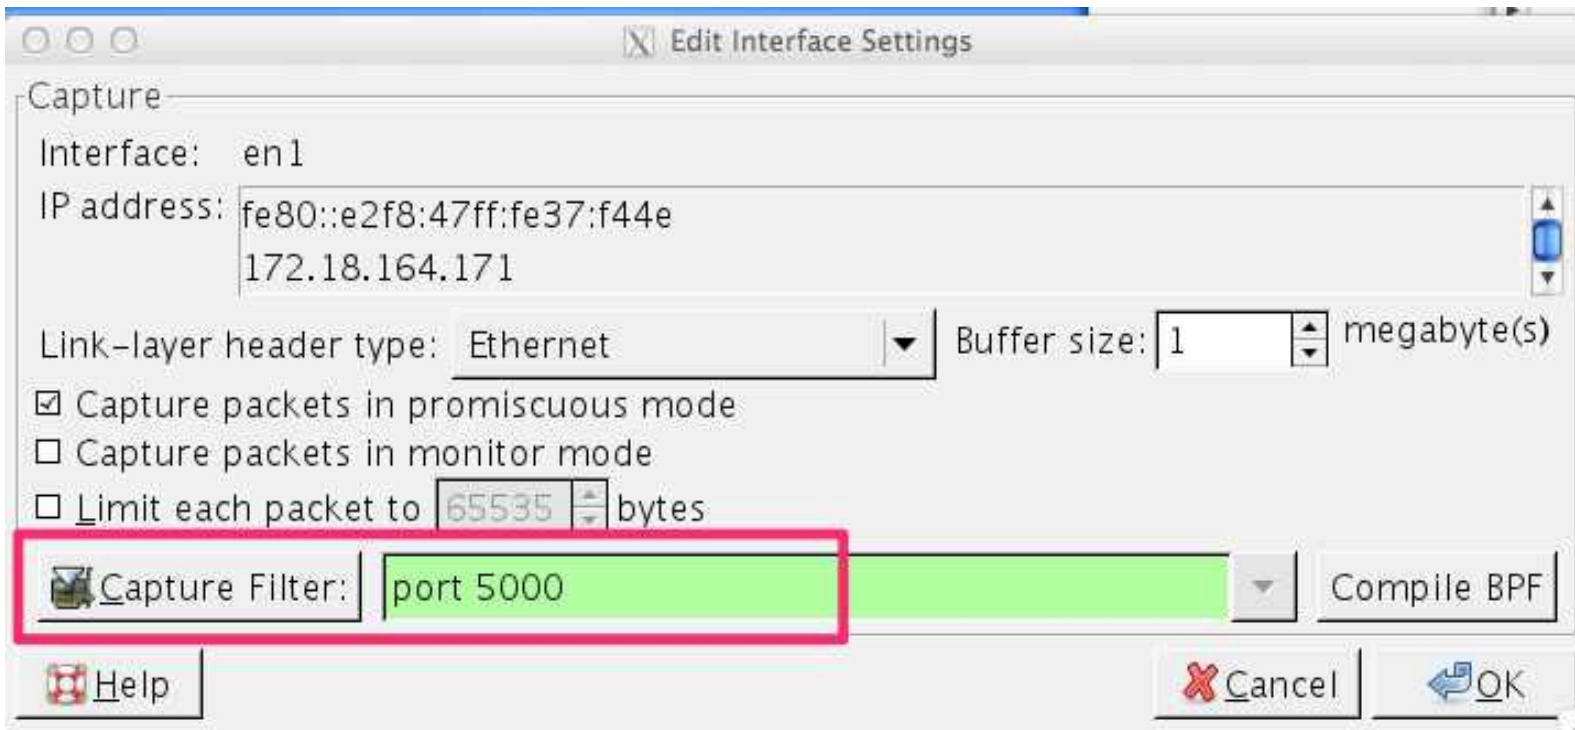 Edit Interface Settings
Capture
Interface: en1
IP address: fe80::e2f8:47ff:fe37:f44e
172.18.164.171
Link-layer header type: Ethernet Buffer size: 1 megabyte(s)
Capture packets in promiscuous mode
Capture packets in monitor mode
Limit each packet to 65535 bytes
Capture Filter: port 5000 Compile BPF
Help Cancel OK